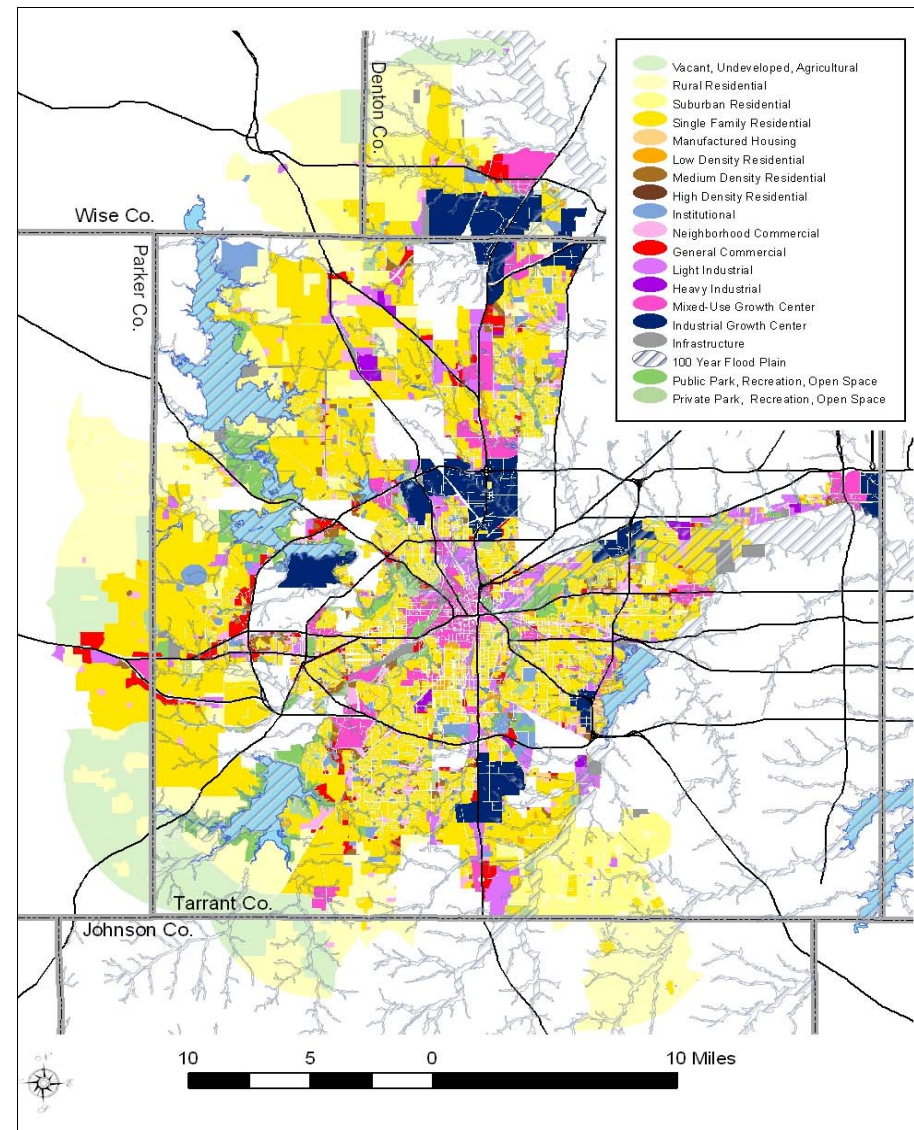 Denton Co.
Wise Co.
Parker Co.
Vacant, Undeveloped, Agricultural
Rural Residential
Suburban Residential
Single Family Residential
Manufactured Housing
Low Density Residential
Medium Density Residential
High Density Residential
Institutional
Neighborhood Commercial
General Commercial
Light Industrial
Heavy Industrial
Mixed-Use Growth Center
Industrial Growth Center
Infrastructure
100 Year Flood Plain
Public Park, Recreation, Open Space
Private Park, Recreation, Open Space
Tarrant Co.
Johnson Co.
10 5 0 10 Miles